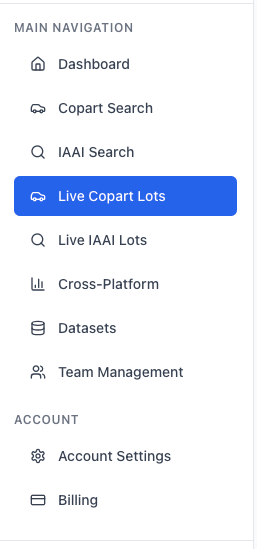 MAIN NAVIGATION
Dashboard
Copart Search
IAAI Search
Live Copart Lots
Live IAAI Lots
Cross-Platform
Datasets
Team Management
ACCOUNT
Account Settings
Billing